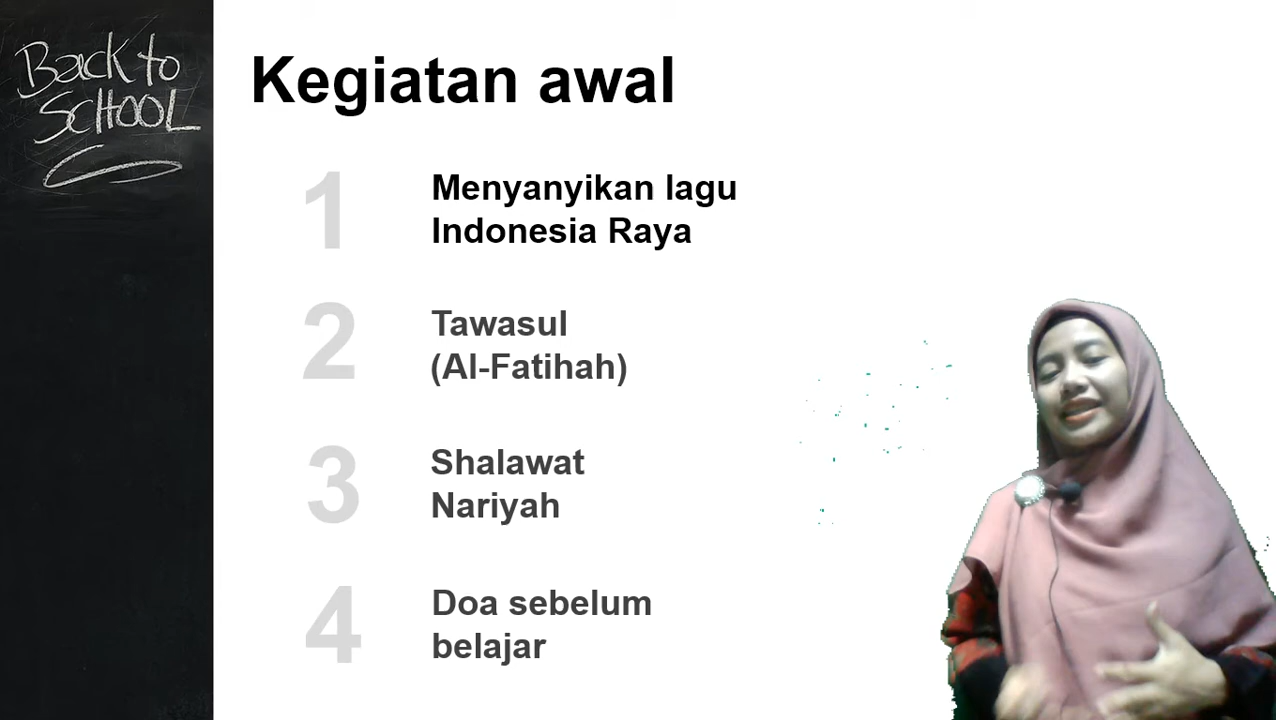 Back to
SCHOOL
Kegiatan awal
1
Menyanyikan lagu
Indonesia Raya
2
Tawasul
(Al-Fatihah)
3
Shalawat
Nariyah
4
Doa sebelum
belajar